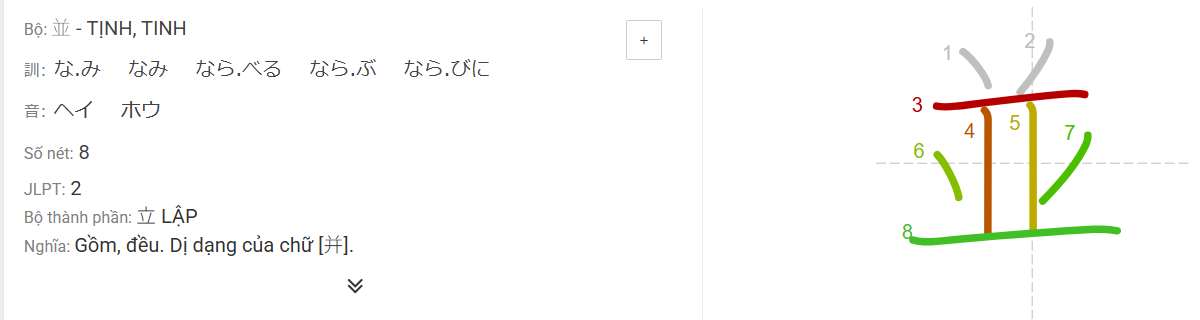 Bộ: 並 - TỊNH, TINH
+
訓: な.み なみ なら.べる なら.ぶ なら.びに
音: ヘイ ホウ
Số nét: 8
JLPT: 2
Bộ thành phần: 立 LẬP
Nghĩa: Gồm, đều. Dị dạng của chữ [幷].
1
2
3
4
5
6
7
8
並